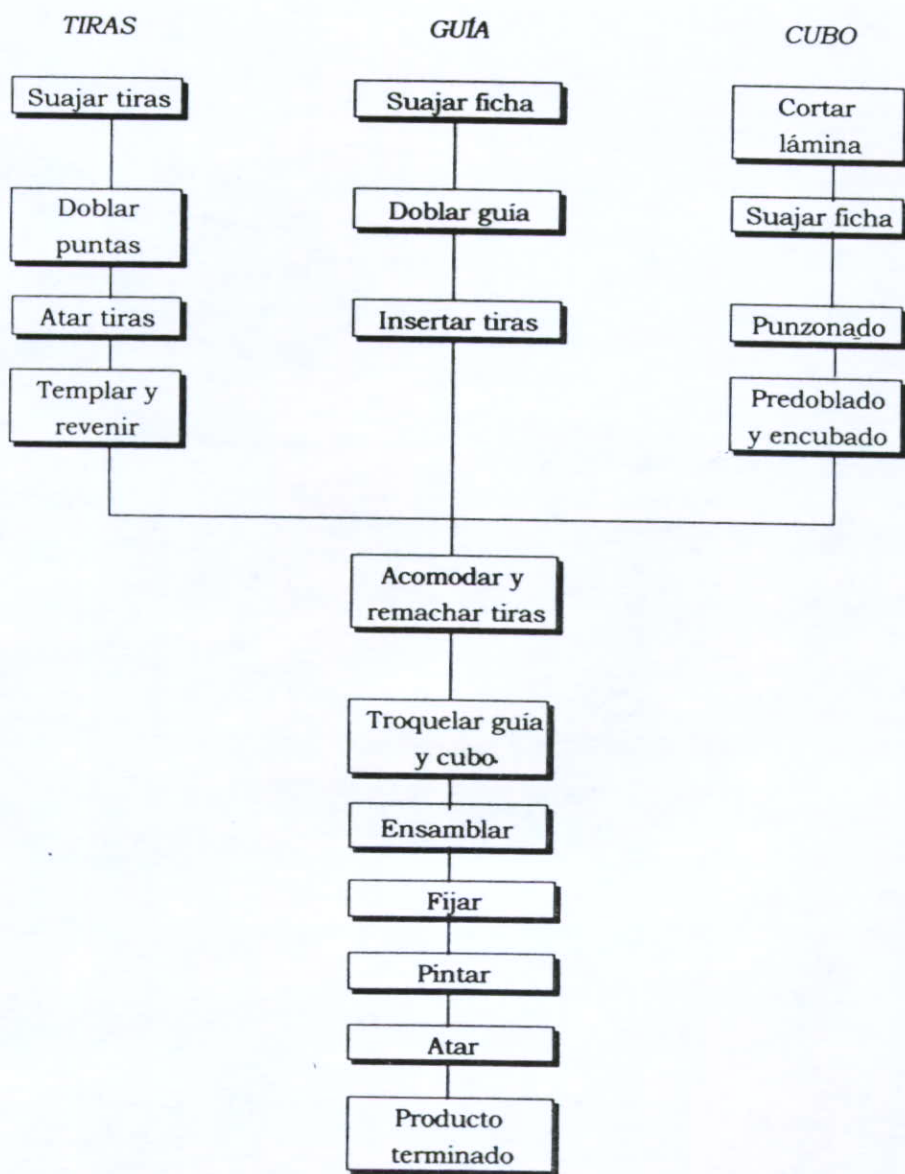 TIRAS
Suajar tiras
Doblar
puntas
Atar tiras
Templar y
revenir
GUÍA
Suajar ficha
Doblar guía
Insertar tiras
CUBO
Cortar
lámina
Suajar ficha
Punzonado
Predoblado
y encubado
Acomodar y
remachar tiras
Troquelar guía
y cubo
Ensamblar
Fijar
Pintar
Atar
Producto
terminado